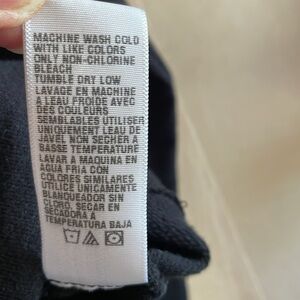 MACHINE WASH COLD
WITH LIKE COLORS
ONLY NON-CHLORINE
BLEACH
TUMBLE DRY LOW
LAVAGE EN MACHINE
A LEAU FROIDE AVEC
DES COULEURS
SEMBLABLES UTILISER
UNIQUEMENT LEAU DE
JAVEL NON SECHER A
BASSE TEMPERATURE
LAVAR A MAQUINA EN
AGUA FRIA CON
COLORES SIMILARES
UTILICE UNICAMENTE
BLANQUEADOR SIN
CLORO, SECAR EN
SECADORA A
TEMPERATURA BAJA